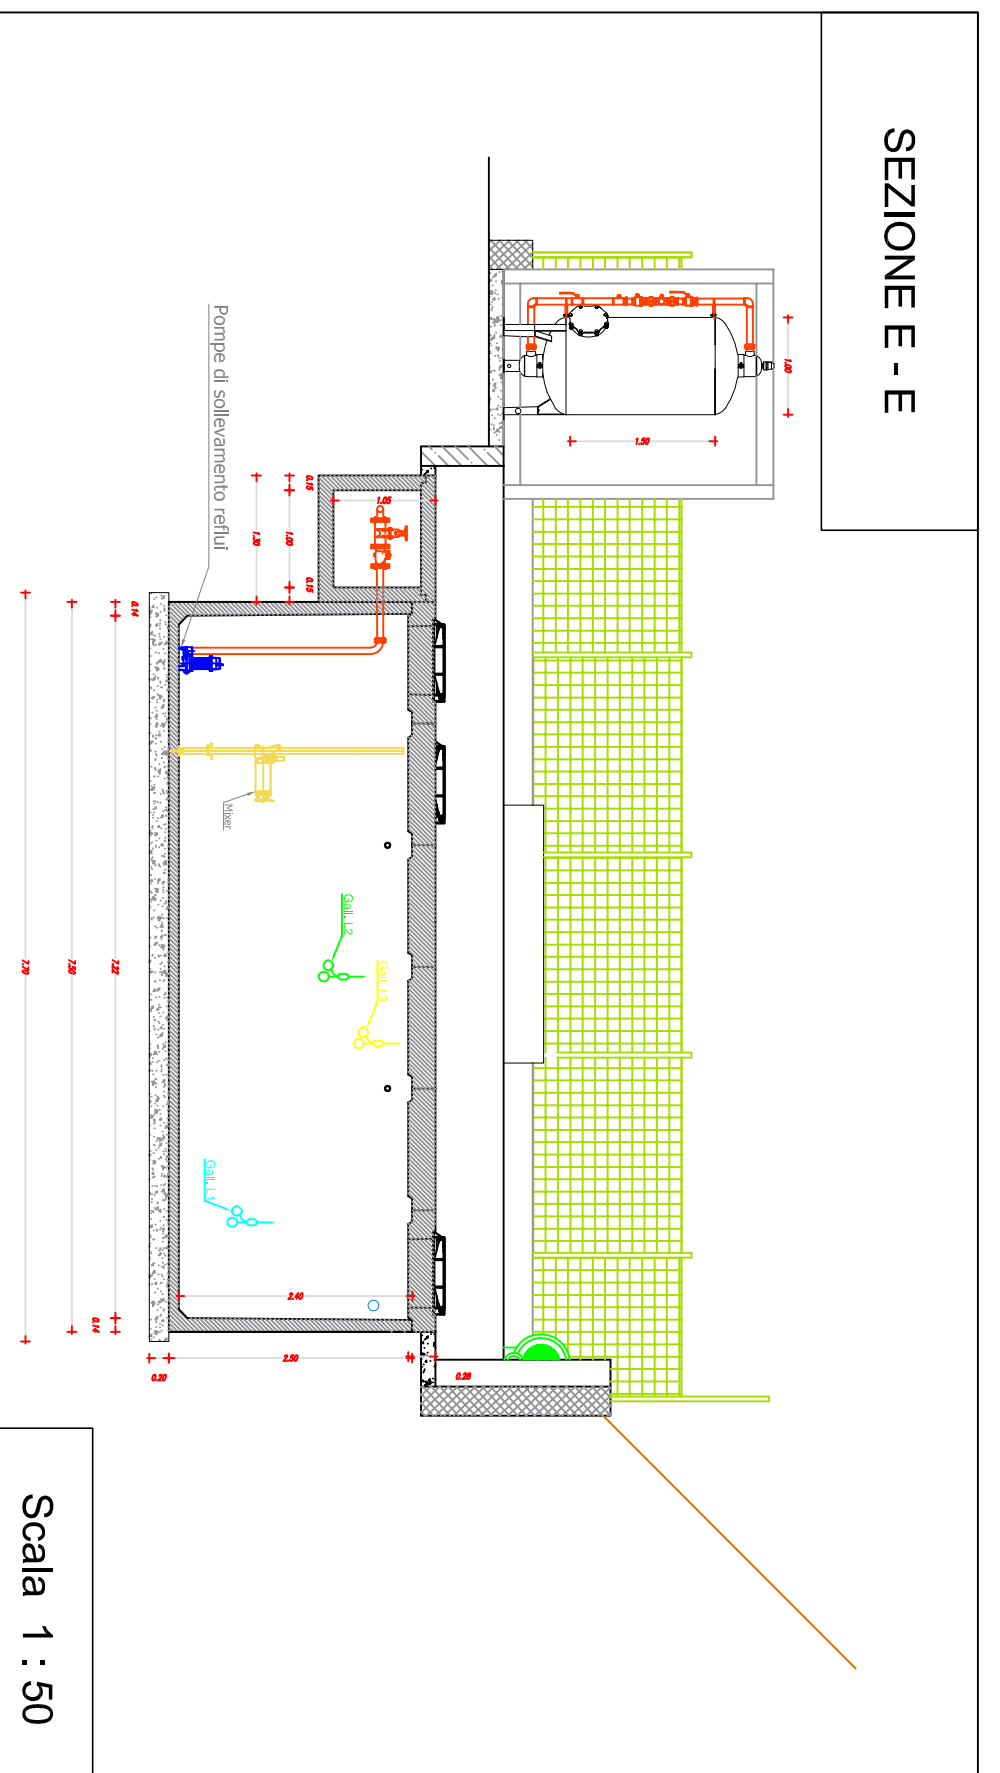 SEZIONE E - E
1.00
1.50
Pompe di sollevamento reflui
0.15
1.05
1.00
1.30
0.15
Mixer
Gall. L2
Gall. L3
Gall. L1
2.40
0.14
7.22
7.50
7.70
0.14
0.20
2.50
0.28
Scala 1 : 50